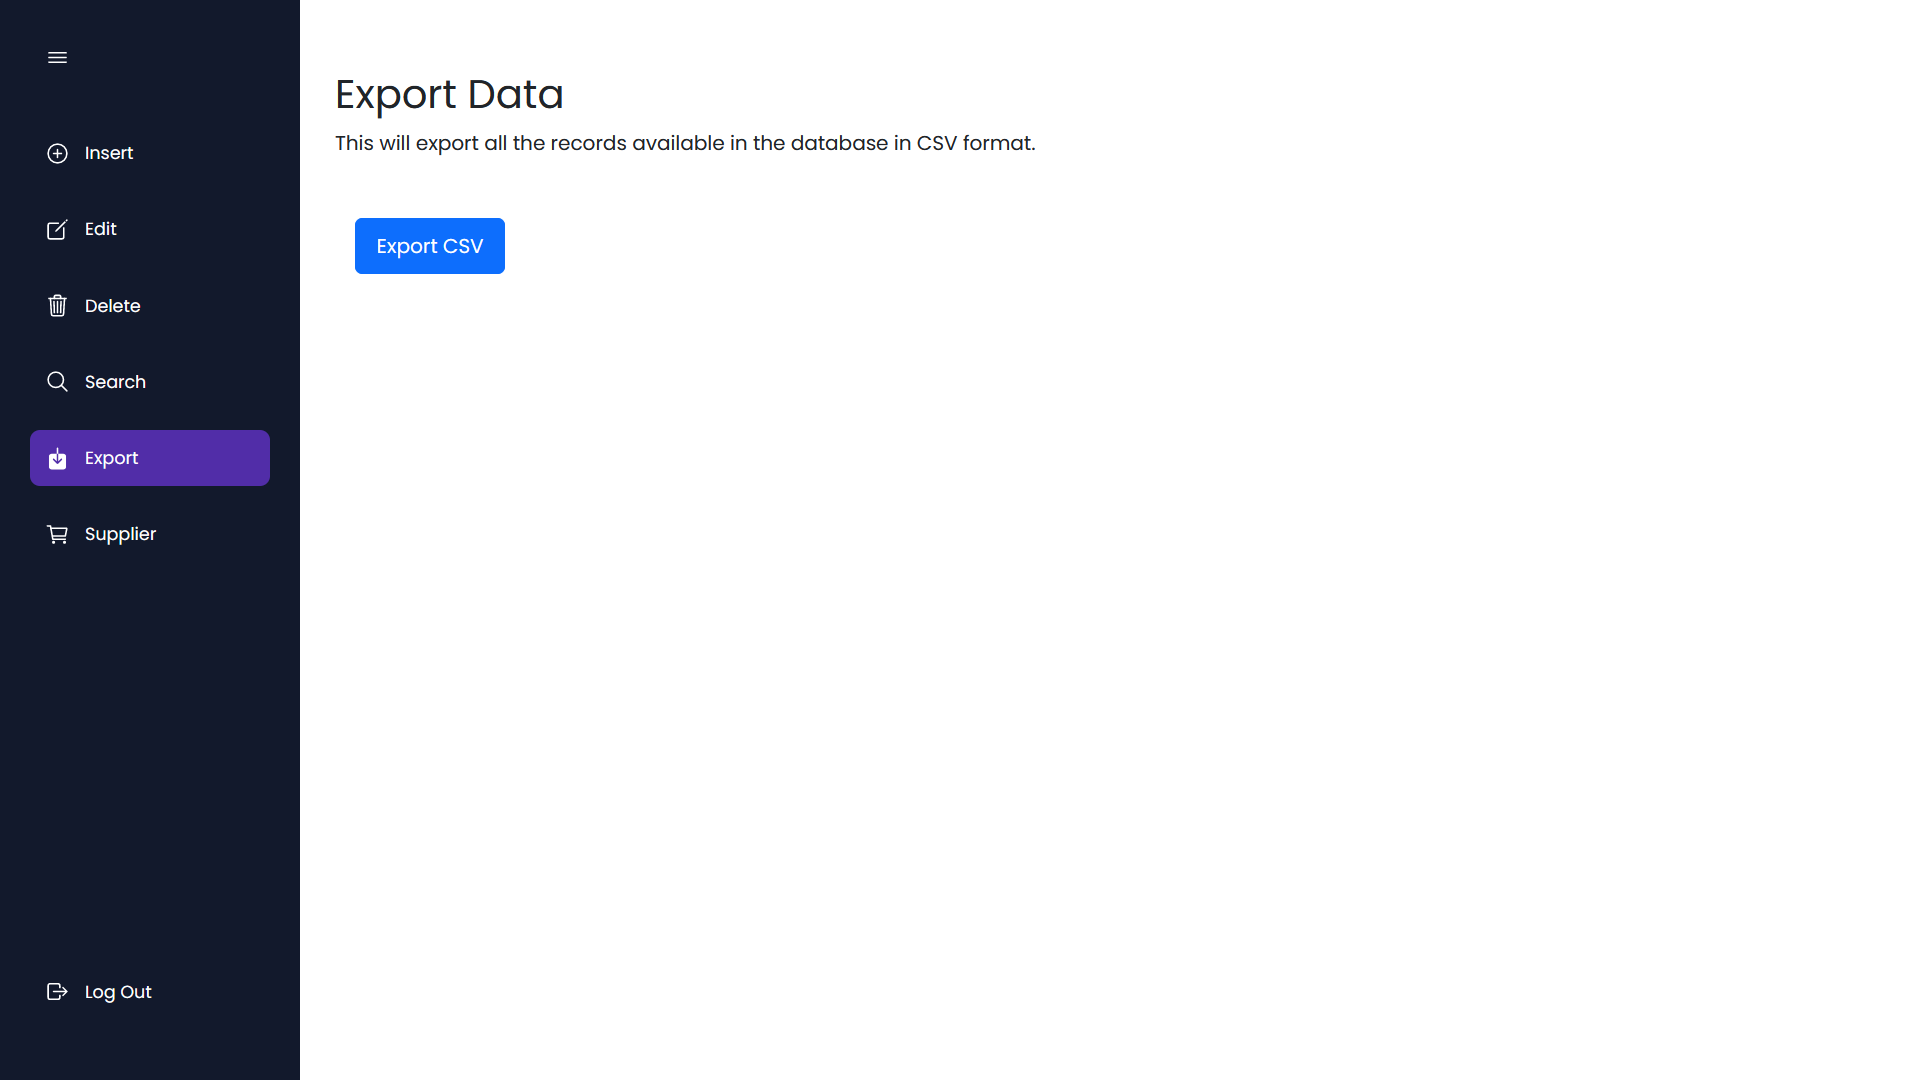 Insert
Edit
Delete
Search
Export
Supplier
Log Out
Export Data
This will export all the records available in the database in CSV format.
Export CSV